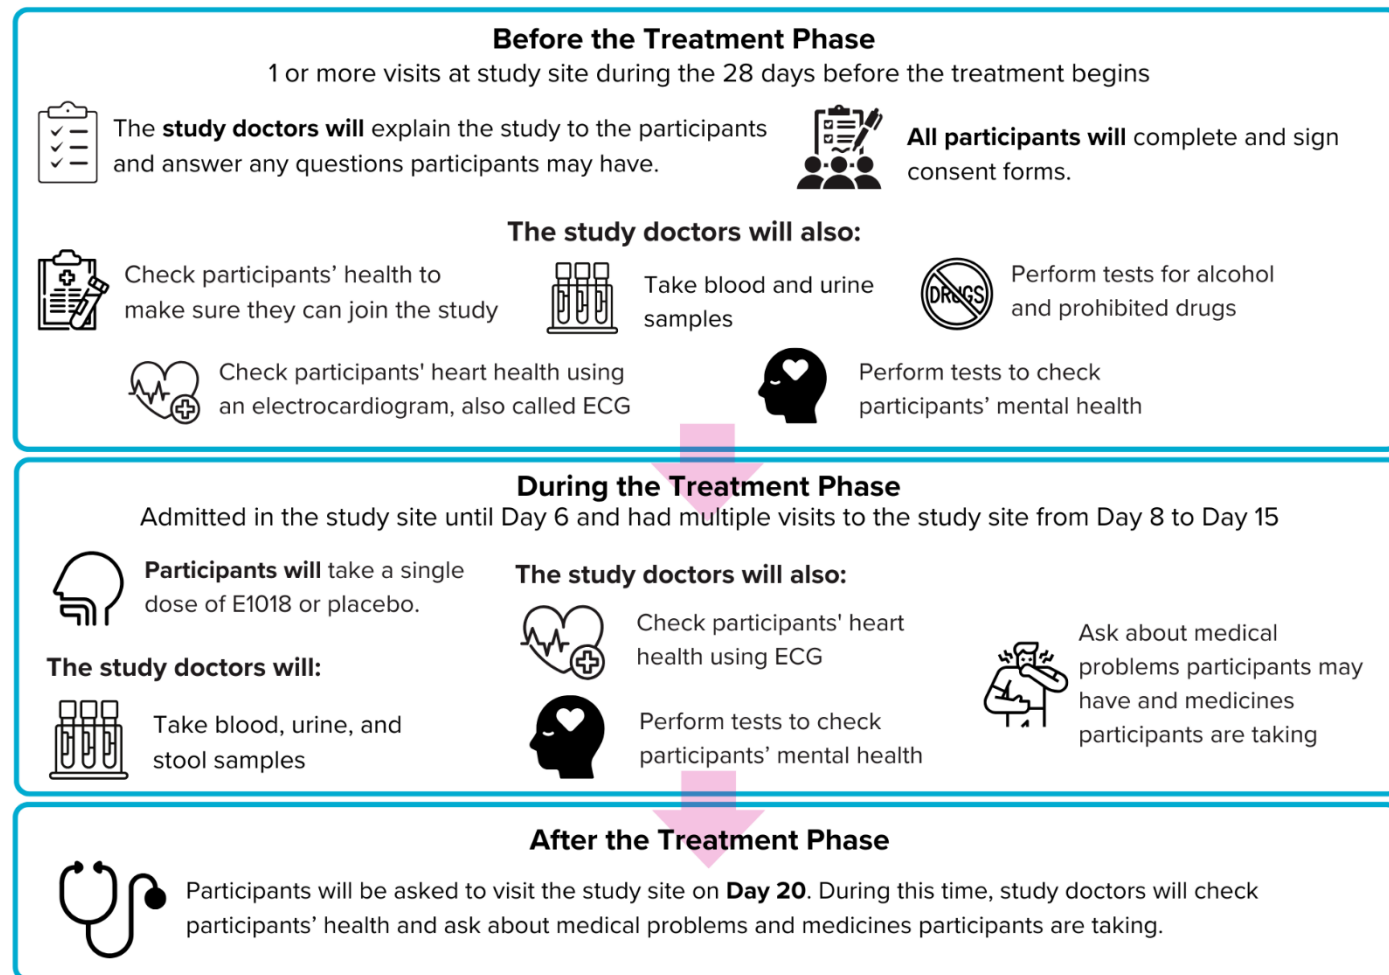 Before the Treatment Phase
1 or more visits at study site during the 28 days before the treatment begins
The study doctors will explain the study to the participants
and answer any questions participants may have.
All participants will complete and sign
consent forms.
The study doctors will also:
Check participants' health to
make sure they can join the study
Take blood and urine
samples
DRUGS
Perform tests for alcohol
and prohibited drugs
Check participants' heart health using
an electrocardiogram, also called ECG
Perform tests to check
participants' mental health
During the Treatment Phase
Admitted in the study site until Day 6 and had multiple visits to the study site from Day 8 to Day 15
Participants will take a single
dose of E1018 or placebo.
The study doctors will:
Take blood, urine, and
stool samples
The study doctors will also:
Check participants' heart
health using ECG
Perform tests to check
participants' mental health
Ask about medical
problems participants may
have and medicines
participants are taking
After the Treatment Phase
Participants will be asked to visit the study site on Day 20. During this time, study doctors will check
participants' health and ask about medical problems and medicines participants are taking.